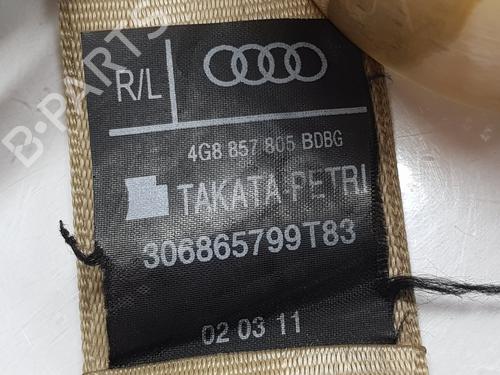 R/L
4G8 857 805 BDBG
TAKATA-PETRI
306865799T83
02 03 11
B-PARTS